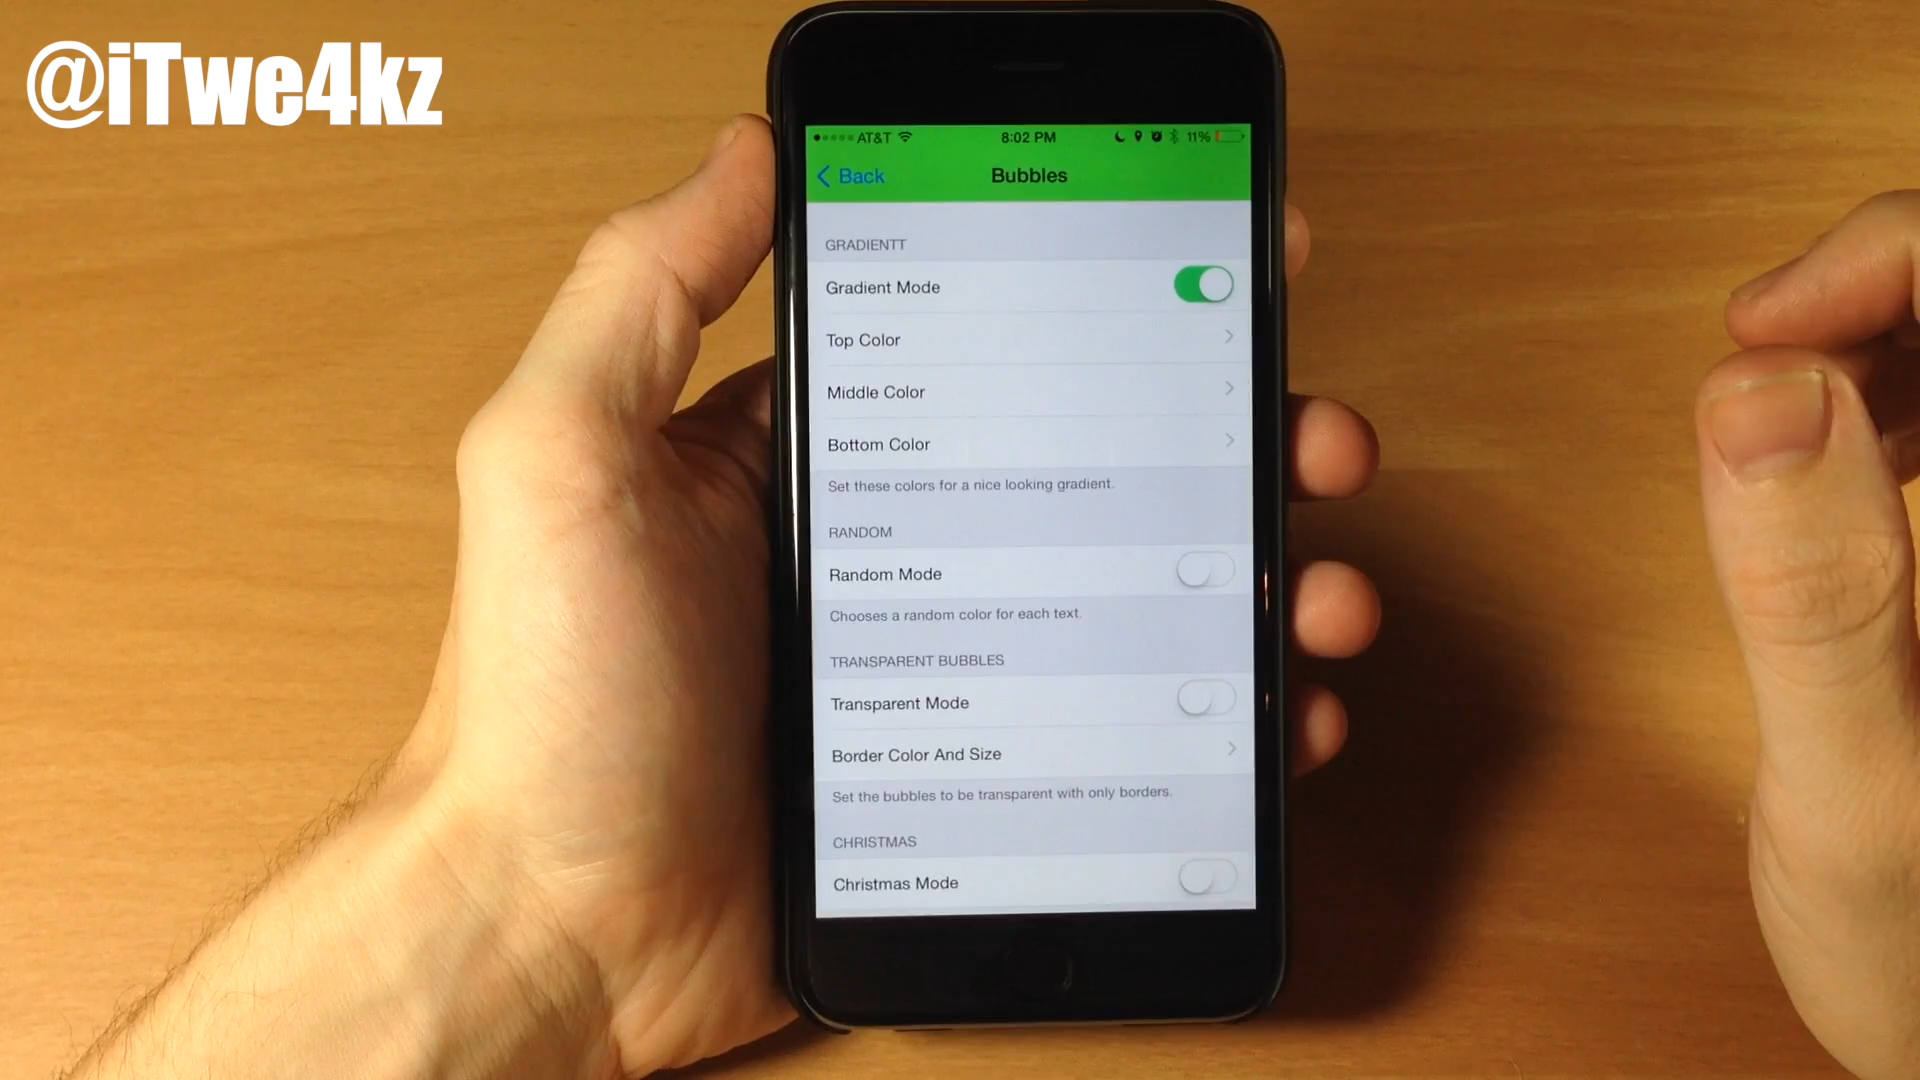 @iTwe4kz
AT&T 8:02 PM 11%
Back Bubbles
GRADIENTT
Gradient Mode
Top Color
Middle Color
Bottom Color
Set these colors for a nice looking gradient.
RANDOM
Random Mode
Chooses a random color for each text.
TRANSPARENT BUBBLES
Transparent Mode
Border Color And Size
Set the bubbles to be transparent with only borders.
CHRISTMAS
Christmas Mode